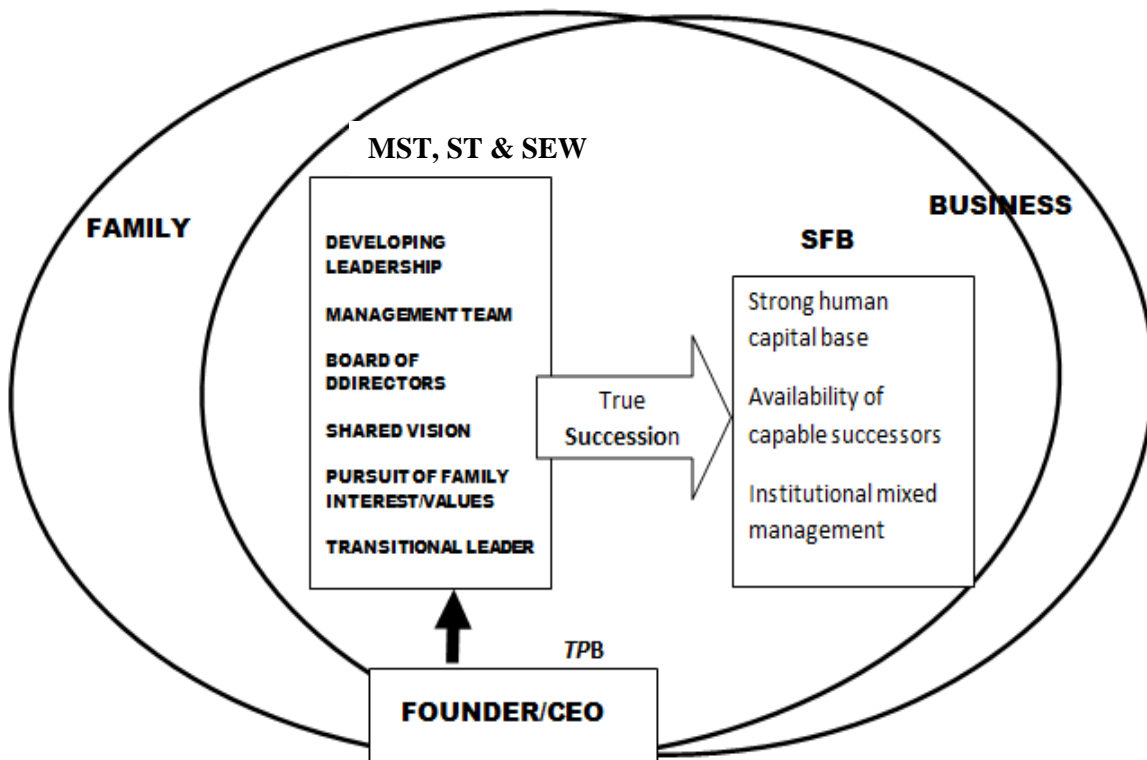 MST, ST & SEW
FAMILY
DEVELOPING
LEADERSHIP
MANAGEMENT TEAM
BOARD OF
DDIRECTORS
SHARED VISION
PURSUIT OF FAMILY
INTEREST/VALUES
TRANSITIONAL LEADER
True
Succession
BUSINESS
SFB
Strong human
capital base
Availability of
capable successors
Institutional mixed
management
TPB
FOUNDER/CEO